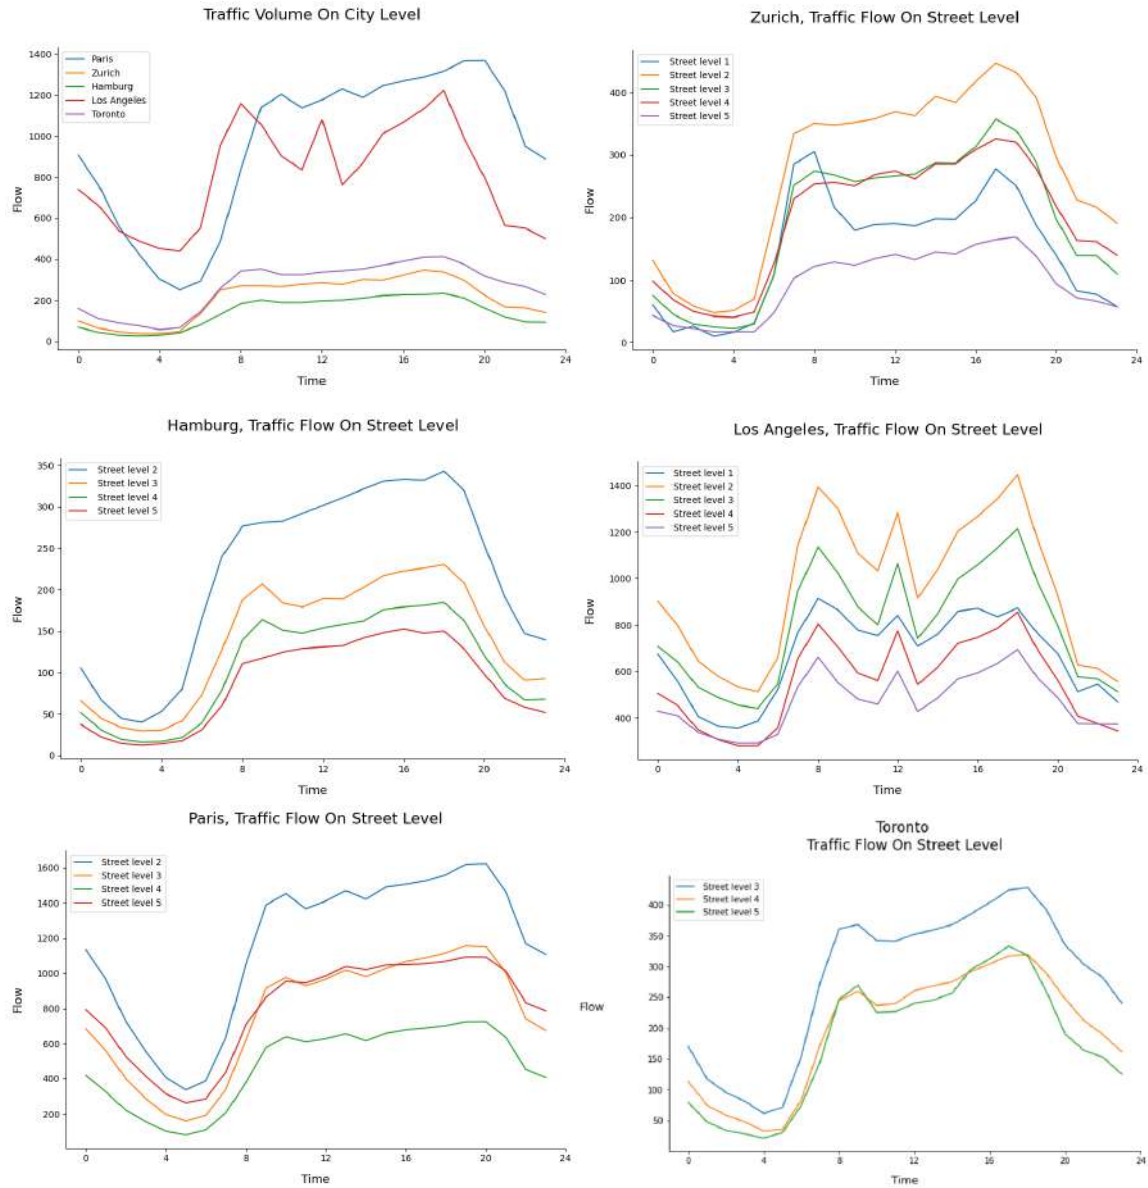 Traffic Volume On City Level
1400
1200
1000
800
600
400
200
0
Flow
Paris
Zurich
Hamburg
Los Angeles
Toronto
0 4 8 12 16 20 24
Time
Zurich, Traffic Flow On Street Level
400
300
200
100
0
Flow
Street level 1
Street level 2
Street level 3
Street level 4
Street level 5
0 4 8 12 16 20 24
Time
Hamburg, Traffic Flow On Street Level
350
300
250
200
150
100
50
0
Flow
Street level 2
Street level 3
Street level 4
Street level 5
0 4 8 12 16 20 24
Time
Los Angeles, Traffic Flow On Street Level
1400
1200
1000
800
600
400
Flow
Street level 1
Street level 2
Street level 3
Street level 4
Street level 5
0 4 8 12 16 20 24
Time
Paris, Traffic Flow On Street Level
1600
1400
1200
1000
800
600
400
200
Flow
Street level 2
Street level 3
Street level 4
Street level 5
0 4 8 12 16 20 24
Time
Toronto
Traffic Flow On Street Level
400
350
300
250
200
150
100
50
Flow
Street level 3
Street level 4
Street level 5
0 4 8 12 16 20 24
Time